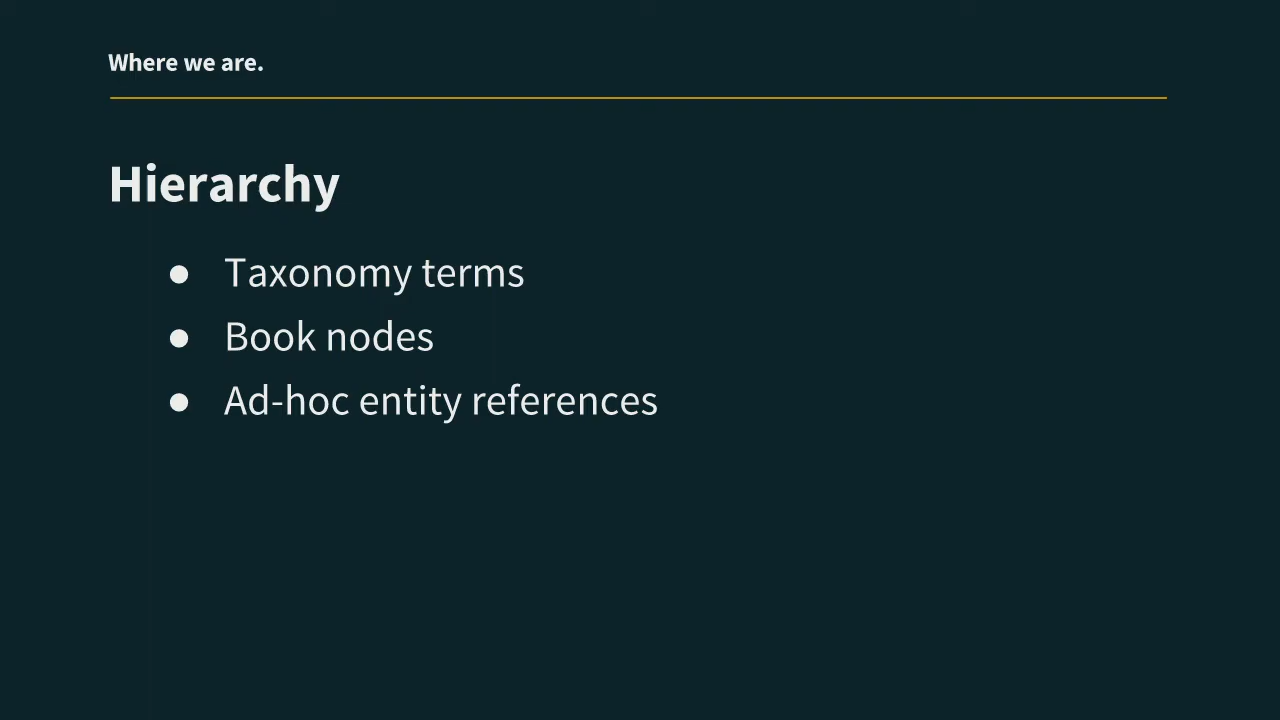 Where we are.
Hierarchy
● Taxonomy terms
● Book nodes
● Ad-hoc entity references